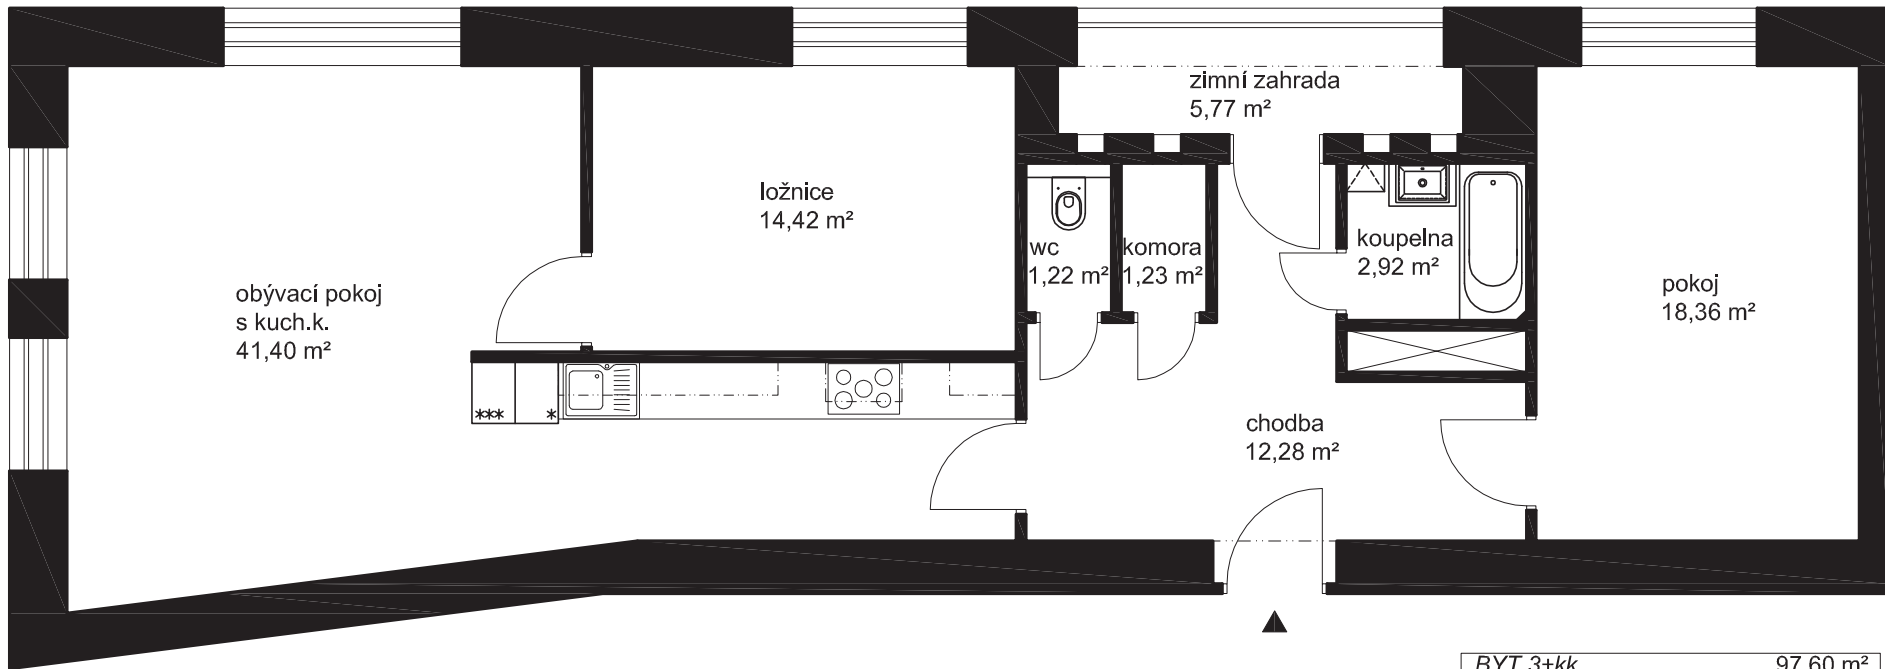 zimní zahrada
5,77 m²
ložnice
14,42 m²
wc
1,22 m²
komora
1,23 m²
koupelna
2,92 m²
obývací pokoj
s kuch.k.
41,40 m²
pokoj
18,36 m²
***
*
chodba
12,28 m²
BYT 3+kk 97,60 m²